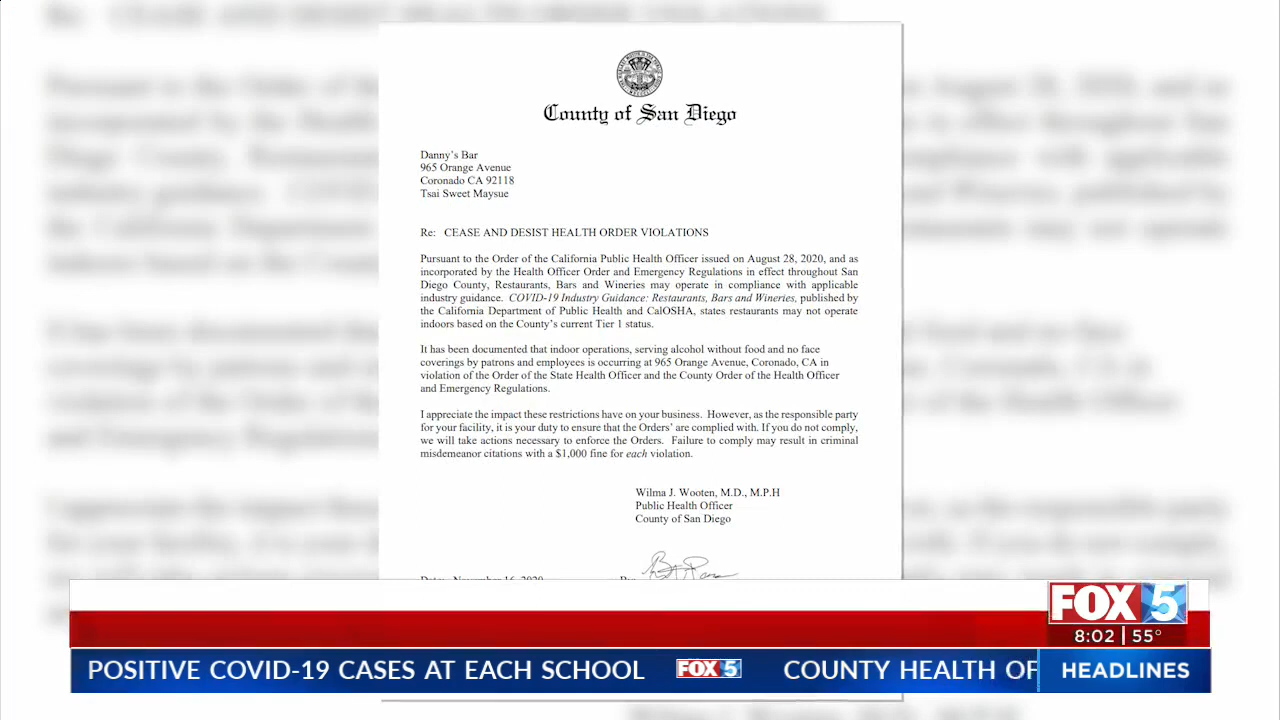 County of San Diego
Danny's Bar
965 Orange Avenue
Coronado CA 92118
Tsai Sweet Maysue
Re: CEASE AND DESIST HEALTH ORDER VIOLATIONS
Pursuant to the Order of the California Public Health Officer issued on August 28, 2020, and as
incorporated by the Health Officer Order and Emergency Regulations in effect throughout San
Diego County, Restaurants, Bars and Wineries may operate in compliance with applicable
industry guidance. COVID-19 Industry Guidance: Restaurants, Bars and Wineries, published by
the California Department of Public Health and CalOSHA, states restaurants may not operate
indoors based on the County's current Tier 1 status.
It has been documented that indoor operations, serving alcohol without food and no face
coverings by patrons and employees is occurring at 965 Orange Avenue, Coronado, CA in
violation of the Order of the State Health Officer and the County Order of the Health Officer
and Emergency Regulations.
I appreciate the impact these restrictions have on your business. However, as the responsible party
for your facility, it is your duty to ensure that the Orders' are complied with. If you do not comply,
we will take actions necessary to enforce the Orders. Failure to comply may result in criminal
misdemeanor citations with a $1,000 fine for each violation.
Wilma J. Wooten, M.D., M.P.H
Public Health Officer
County of San Diego
Date: November 16, 2020
FOX 5
8:02 | 55°
POSITIVE COVID-19 CASES AT EACH SCHOOL FOX 5 COUNTY HEALTH OF
HEADLINES